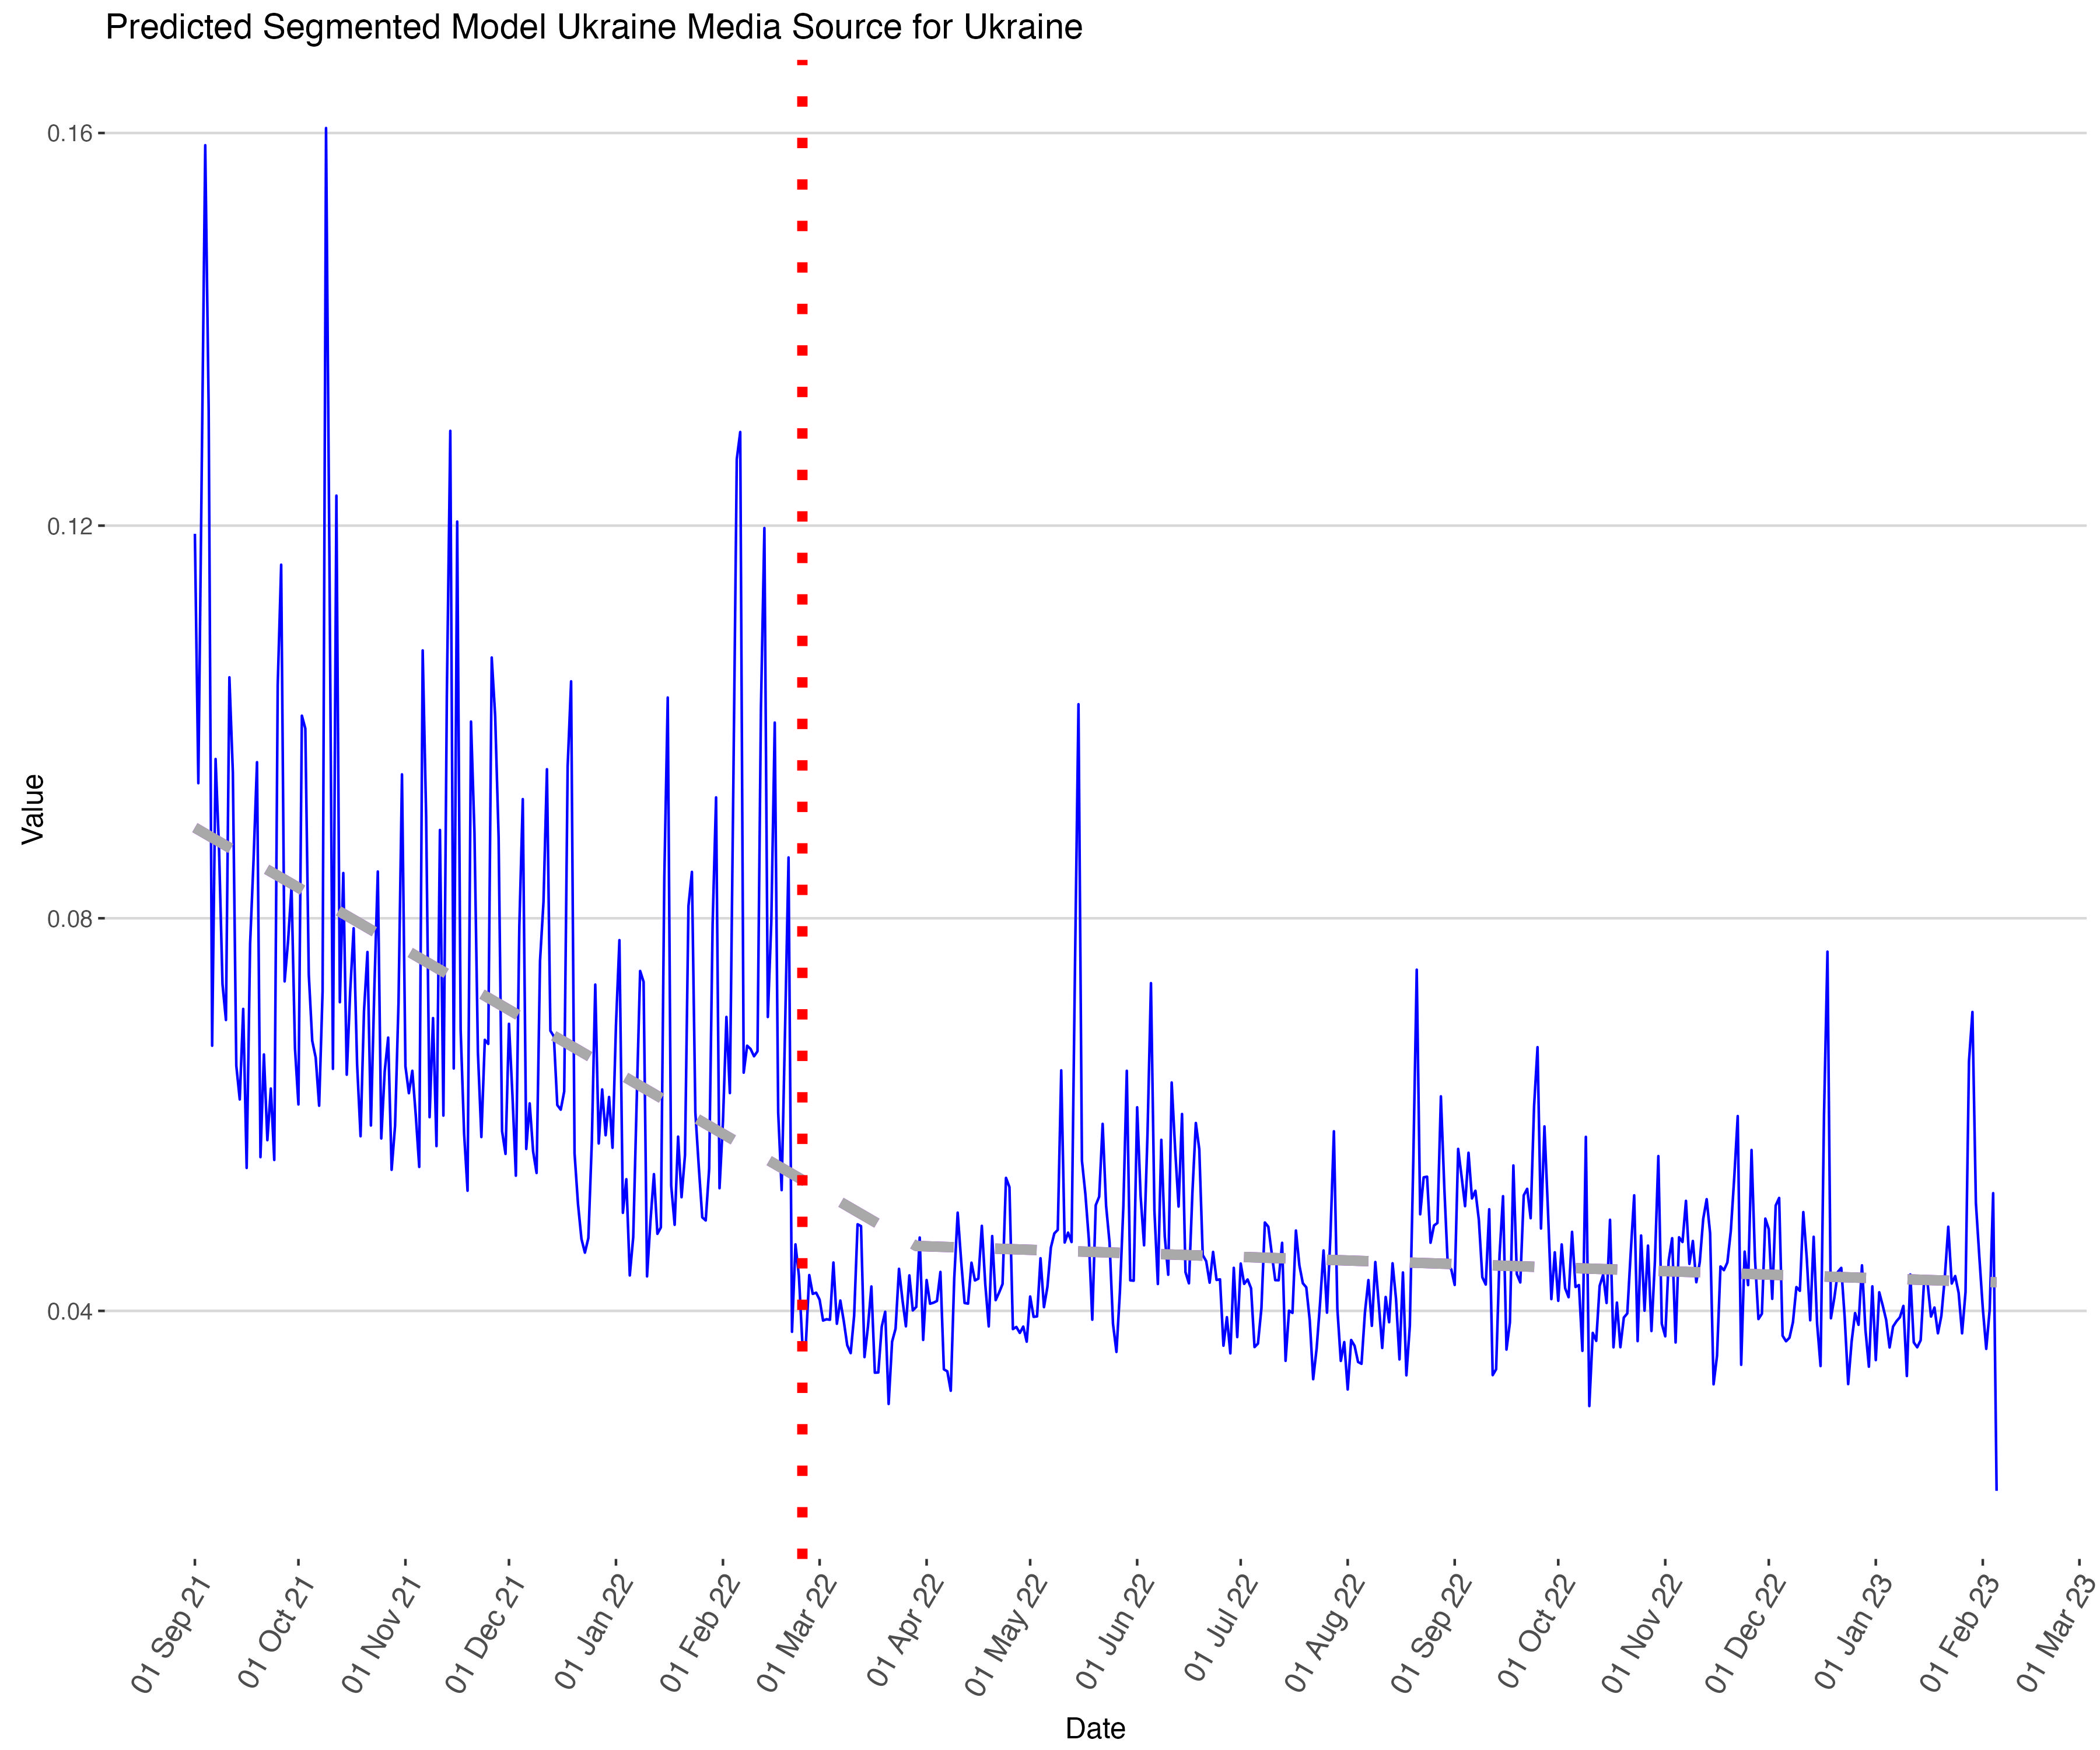 Predicted Segmented Model Ukraine Media Source for Ukraine
0.16
0.12
0.08
0.04
Value
01 Sep 21
01 Oct 21
01 Nov 21
01 Dec 21
01 Jan 22
01 Feb 22
01 Mar 22
01 Apr 22
01 May 22
01 Jun 22
01 Jul 22
01 Aug 22
01 Sep 22
01 Oct 22
01 Nov 22
01 Dec 22
01 Jan 23
01 Feb 23
01 Mar 23
Date